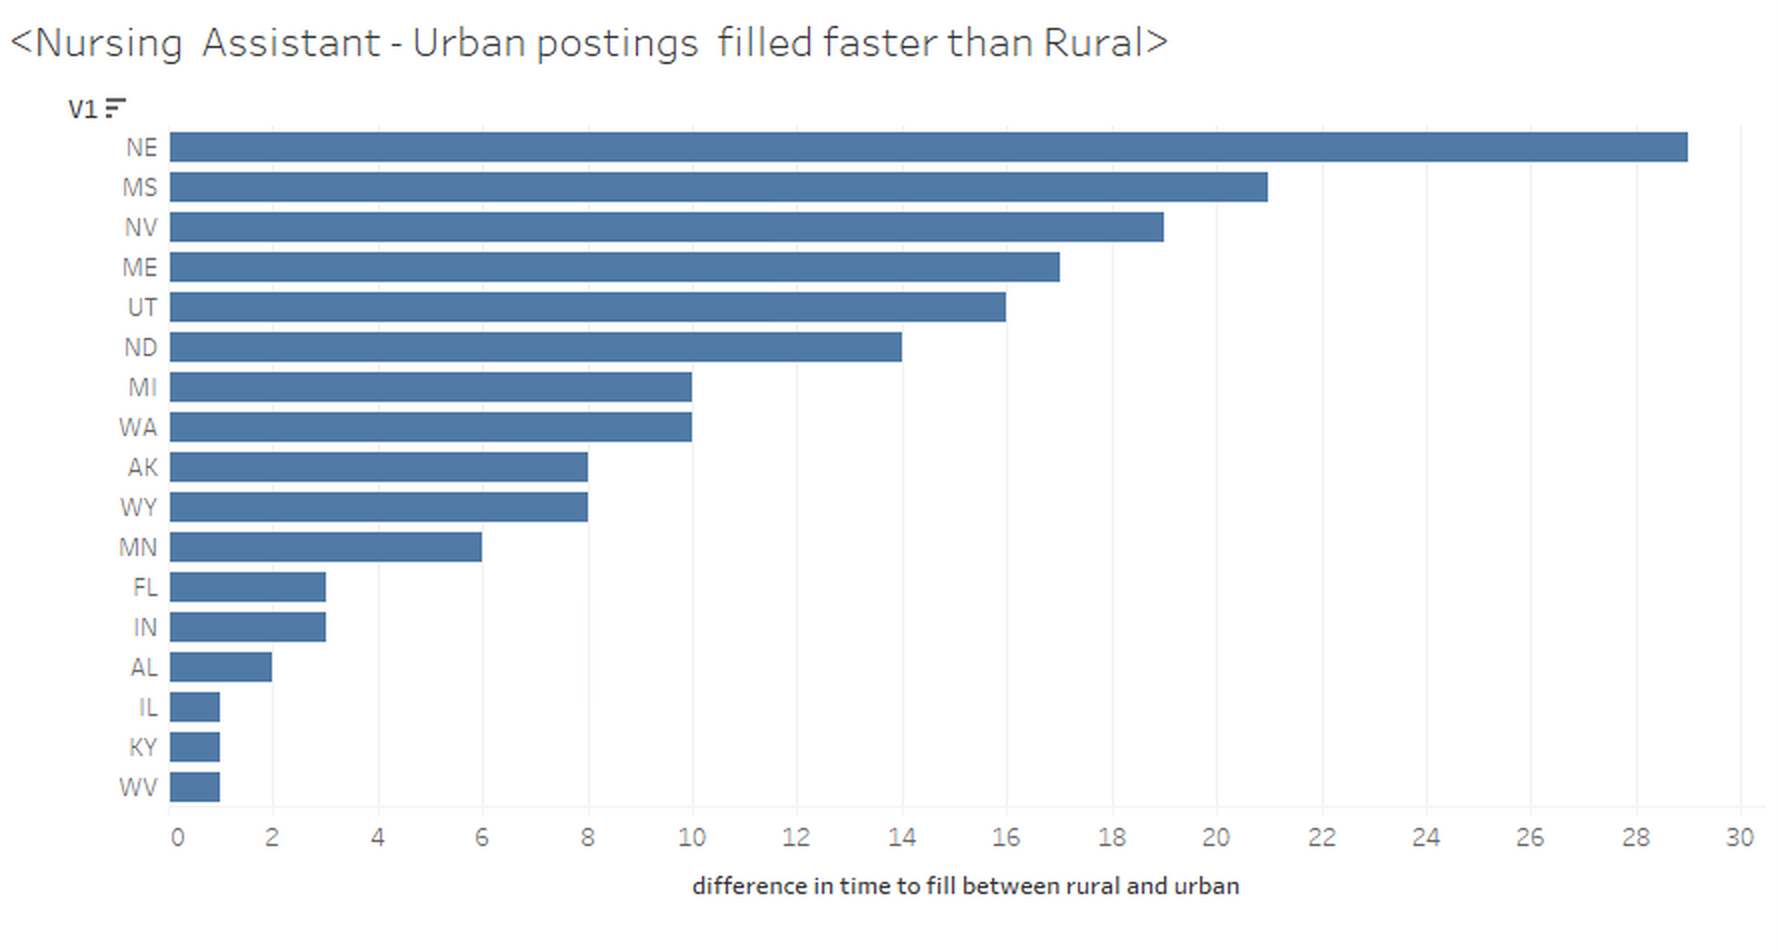 <Nursing Assistant - Urban postings filled faster than Rural>
V1
NE
MS
NV
ME
UT
ND
MI
WA
AK
WY
MN
FL
IN
AL
IL
KY
WV
0 2 4 6 8 10 12 14 16 18 20 22 24 26 28 30
difference in time to fill between rural and urban